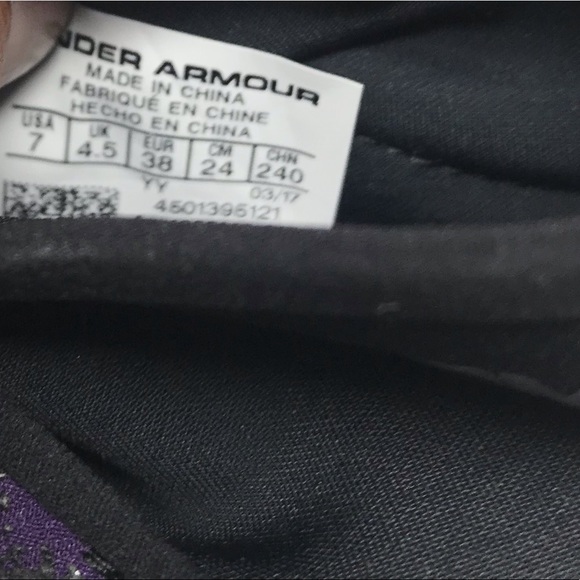 NDER ARMOUR
MADE IN CHINA
FABRIQUÉ EN CHINE
HECHO EN CHINA
USA UK EUR CM CHN
7 4.5 38 24 240
YY 03/17
4501395121